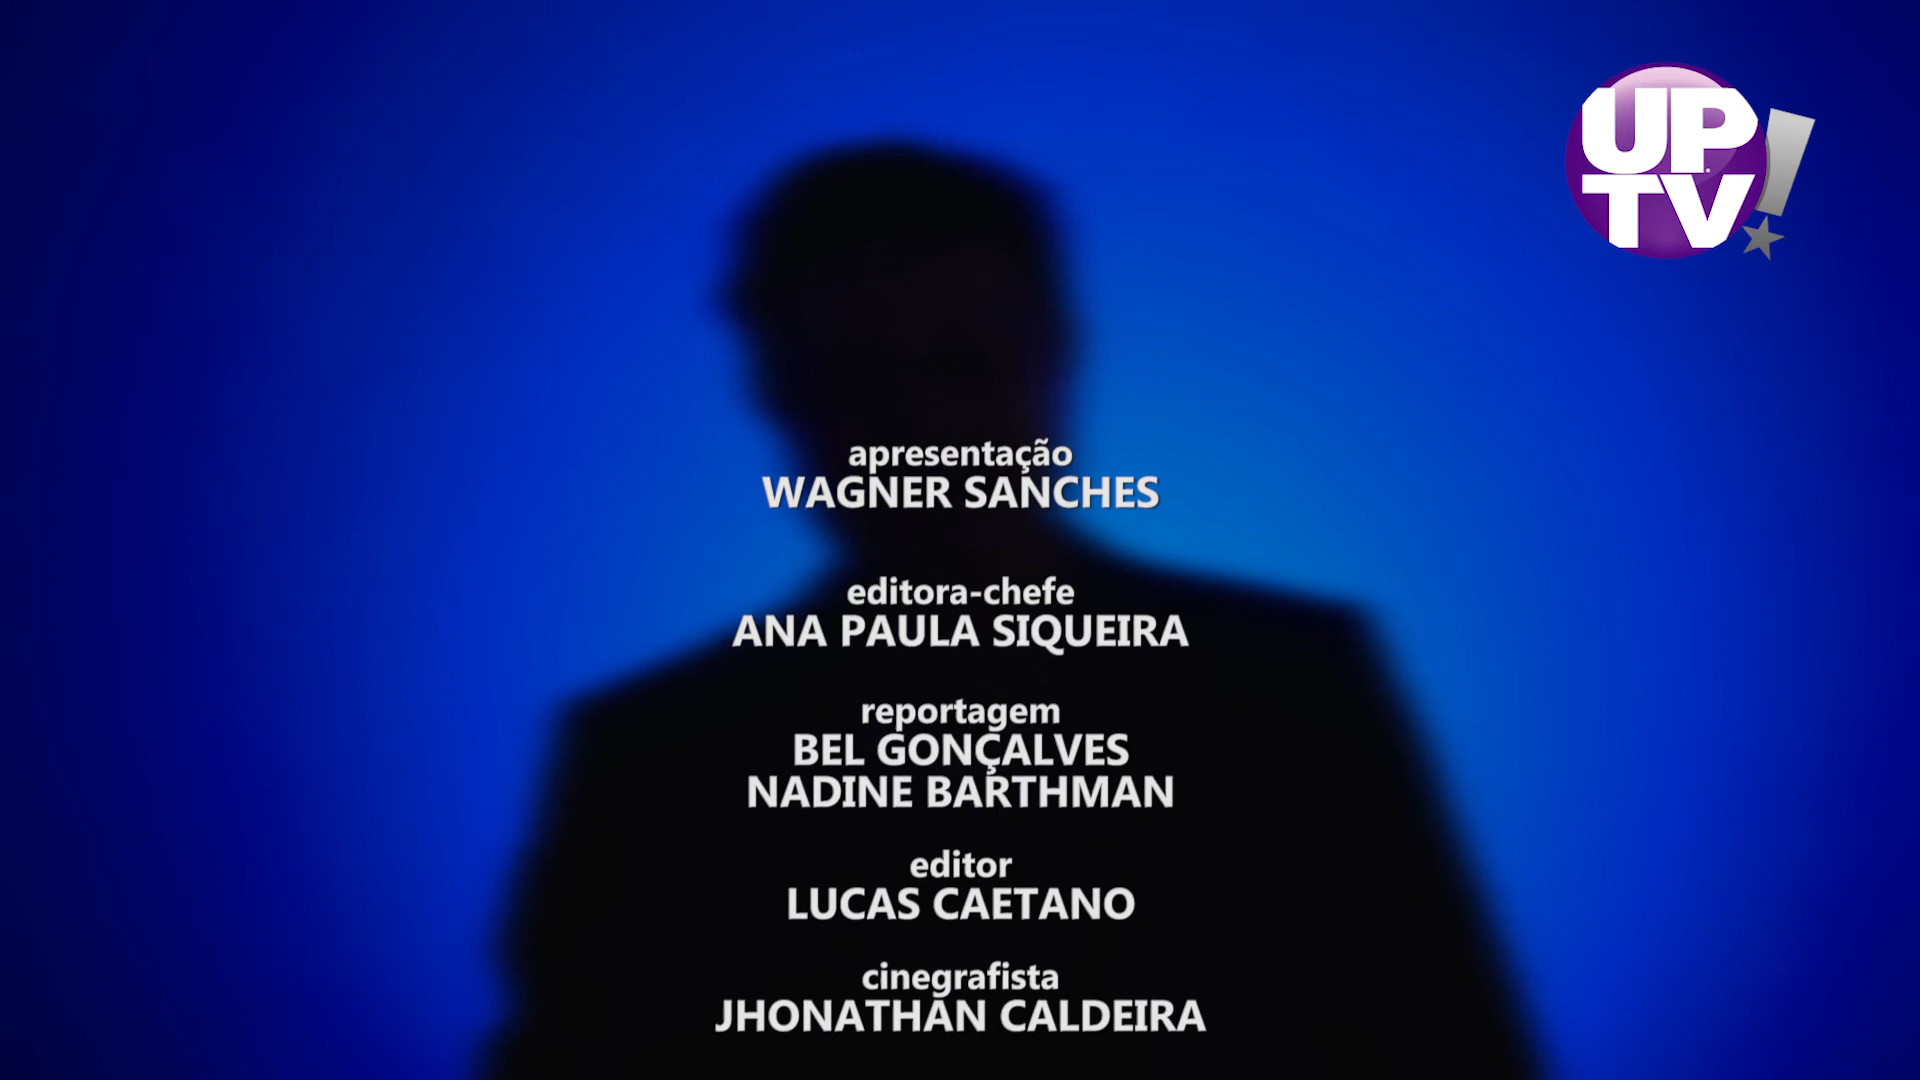 UP
TV!
apresentação
WAGNER SANCHES
editora-chefe
ANA PAULA SIQUEIRA
reportagem
BEL GONÇALVES
NADINE BARTHMAN
editor
LUCAS CAETANO
cinegrafista
JHONATHAN CALDEIRA